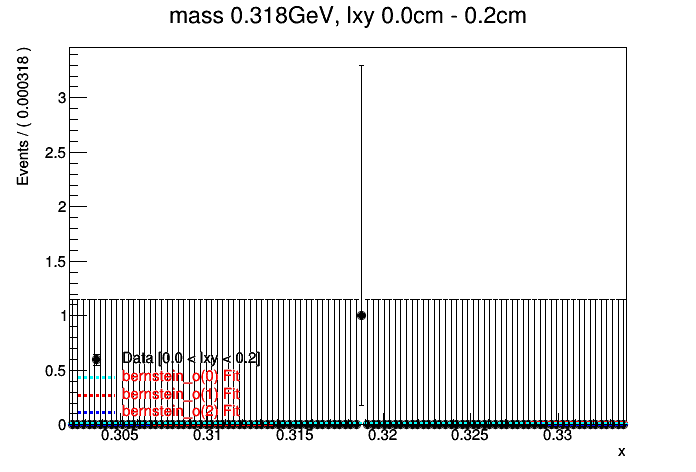 mass 0.318GeV, lxy 0.0cm - 0.2cm
Events / ( 0.000318 )
3
2.5
2
1.5
1
0.5
0
Data [0.0 < lxy < 0.2]
bernstein_o(0) Fit
bernstein_o(1) Fit
bernstein_o(2) Fit
0.305 0.31 0.315 0.32 0.325 0.33
x